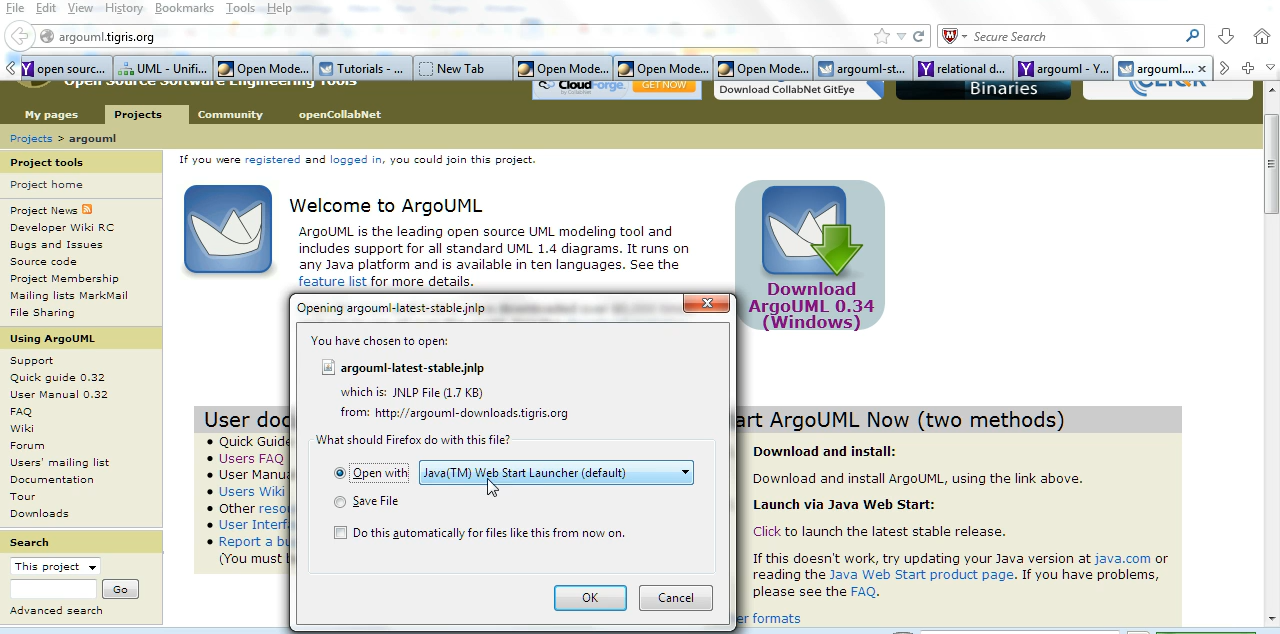 File Edit View History Bookmarks Tools Help
argouml.tigris.org
Secure Search
open sourc...
UML - Unifi...
Open Mode...
Tutorials - ...
New Tab
Open Mode...
Open Mode...
Open Mode...
argouml-st...
relational d...
argouml - Y...
argouml....
Open Source Software Engineering Tools
CloudForge. GET NOW
Download CollabNet GitEye
Binaries
My pages Projects Community openCollabNet
Projects > argouml
Project tools
Project home
Project News
Developer Wiki RC
Bugs and Issues
Source code
Project Membership
Mailing lists MarkMail
File Sharing
Using ArgoUML
Support
Quick guide 0.32
User Manual 0.32
FAQ
Wiki
Forum
Users' mailing list
Documentation
Tour
Downloads
Search
This project
Go
Advanced search
If you were registered and logged in, you could join this project.
Welcome to ArgoUML
ArgoUML is the leading open source UML modeling tool and
includes support for all standard UML 1.4 diagrams. It runs on
any Java platform and is available in ten languages. See the
feature list for more details.
Download
ArgoUML 0.34
(Windows)
Opening argouml-latest-stable.jnlp
You have chosen to open:
argouml-latest-stable.jnlp
which is: JNLP File (1.7 KB)
from: http://argouml-downloads.tigris.org
What should Firefox do with this file?
Open with Java(TM) Web Start Launcher (default)
Save File
Do this automatically for files like this from now on.
OK Cancel
User doc
Quick Guide
Users FAQ
User Manua
Users Wiki
Other reso
User Interf
Report a bu
(You must l
art ArgoUML Now (two methods)
Download and install:
Download and install ArgoUML, using the link above.
Launch via Java Web Start:
Click to launch the latest stable release.
If this doesn't work, try updating your Java version at java.com or
reading the Java Web Start product page. If you have problems,
please see the FAQ.
er formats